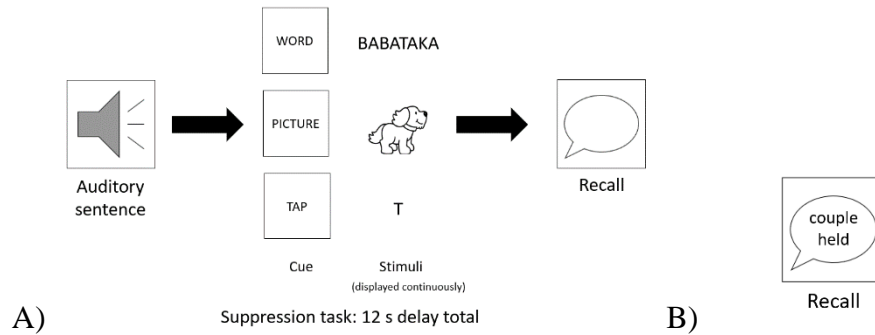 WORD
BABATAKA
PICTURE
Auditory
sentence
Recall
TAP
T
couple
held
Cue
Stimuli
(displayed continuously)
Recall
A)
Suppression task: 12 s delay total
B)